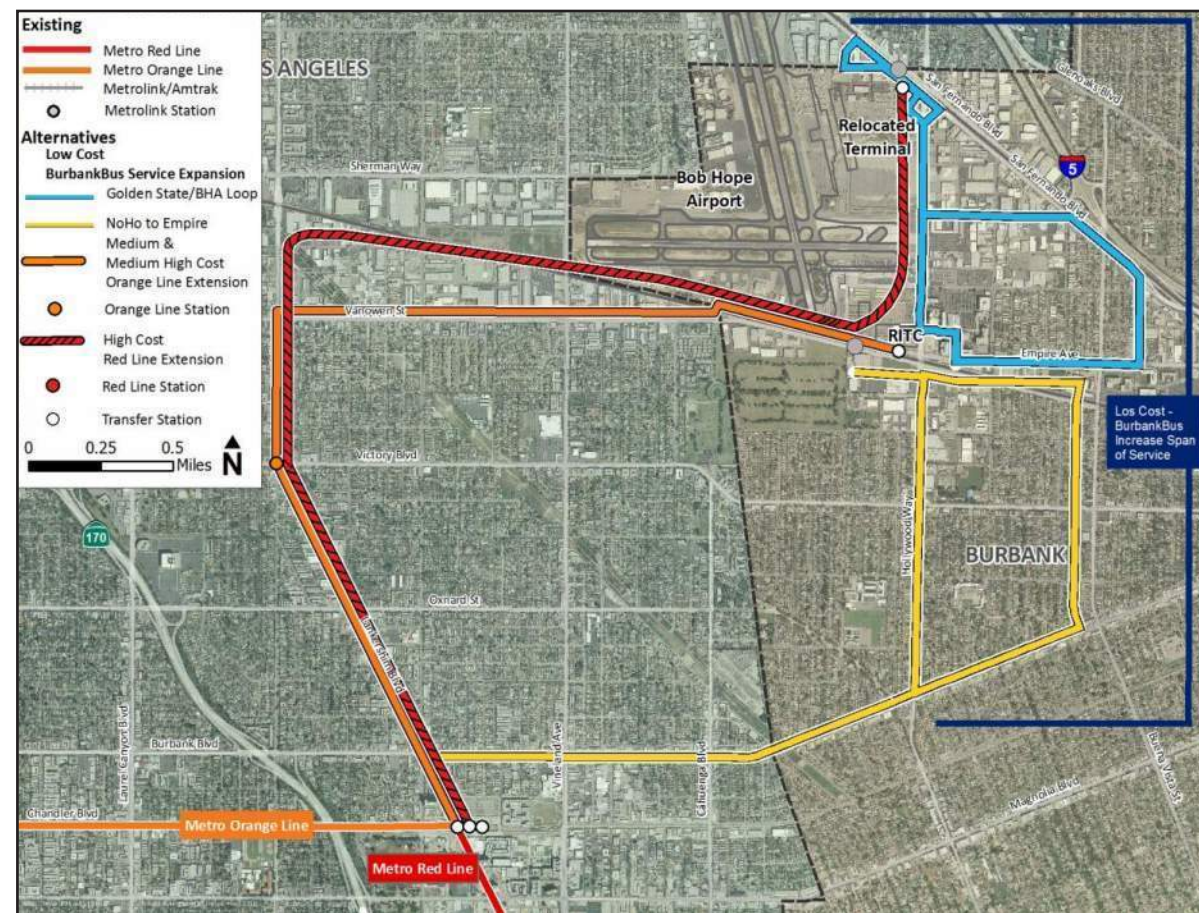 Existing
Metro Red Line
Metro Orange Line
Metrolink/Amtrak
Metrolink Station
Alternatives
Low Cost
BurbankBus Service Expansion
Golden State/BHA Loop
NoHo to Empire
Medium &
Medium High Cost
Orange Line Extension
Orange Line Station
High Cost
Red Line Extension
Red Line Station
Transfer Station
0 0.25 0.5
Miles N
S ANGELES
Sherman Way
Bob Hope
Airport
Relocated
Terminal
San Fernando Blvd
Glenoaks Blvd
San Fernando Blvd
5
Vanowen St
RITC
Empire Ave
Los Cost -
BurbankBus
Increase Span
of Service
Victory Blvd
170
Hollywood Way
BURBANK
Oxnard St
Lankershim Blvd
Laurel Canyon Blvd
Burbank Blvd
Vineland Ave
Cahuenga Blvd
Buena Vista St
Magnolia Blvd
Chandler Blvd
Metro Orange Line
Metro Red Line